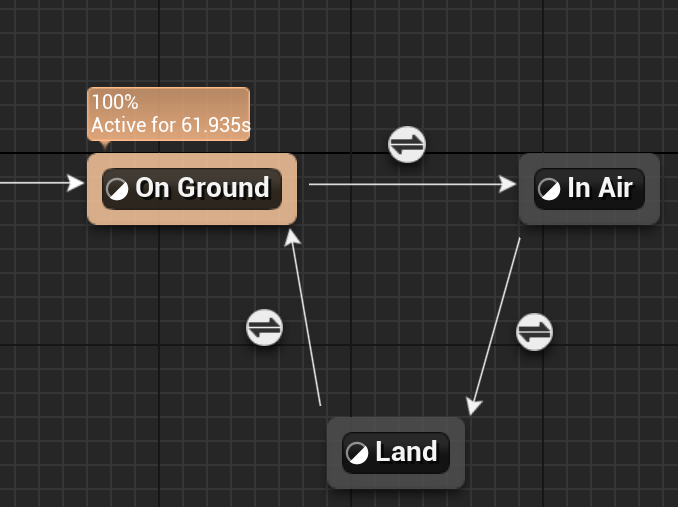 100%
Active for 61.935s
On Ground
In Air
Land